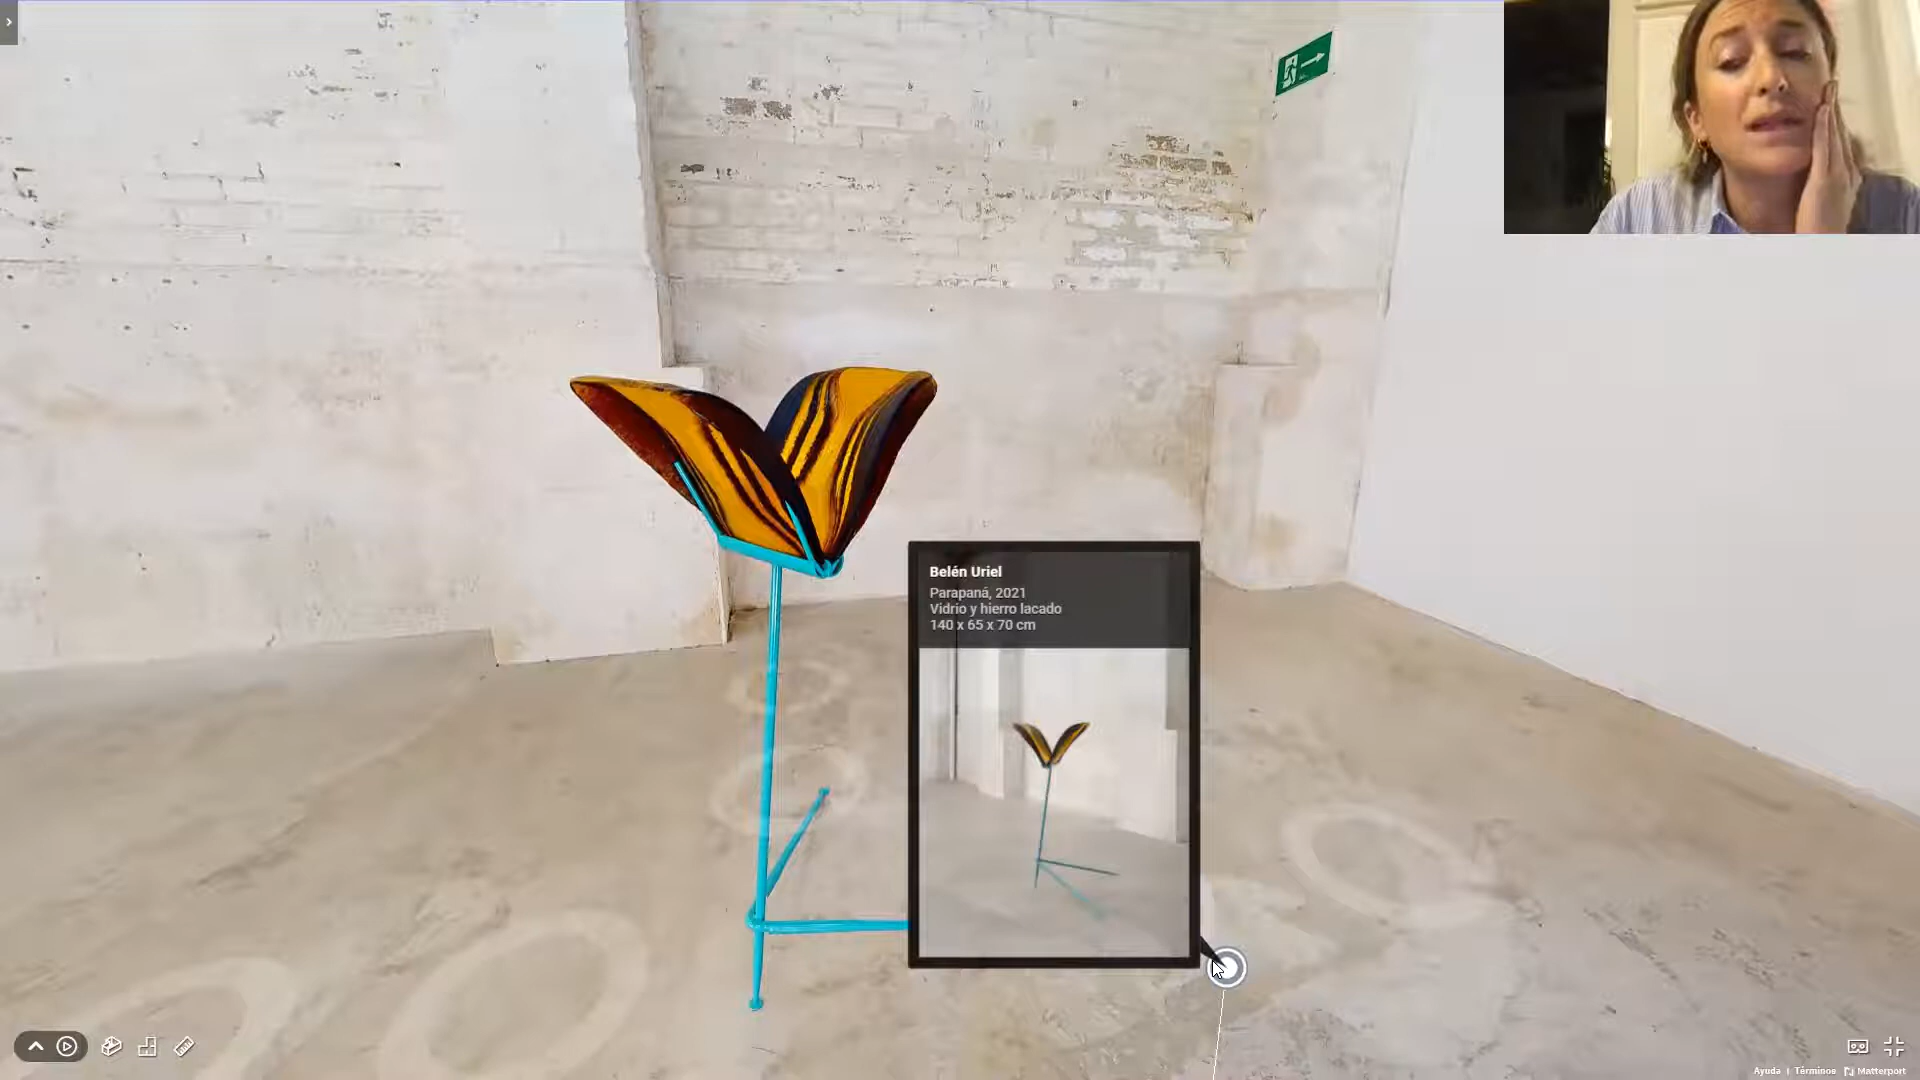 Belén Uriel
Parapaná, 2021
Vidrio y hierro lacado
140 x 65 x 70 cm
Ayuda | Términos Matterport